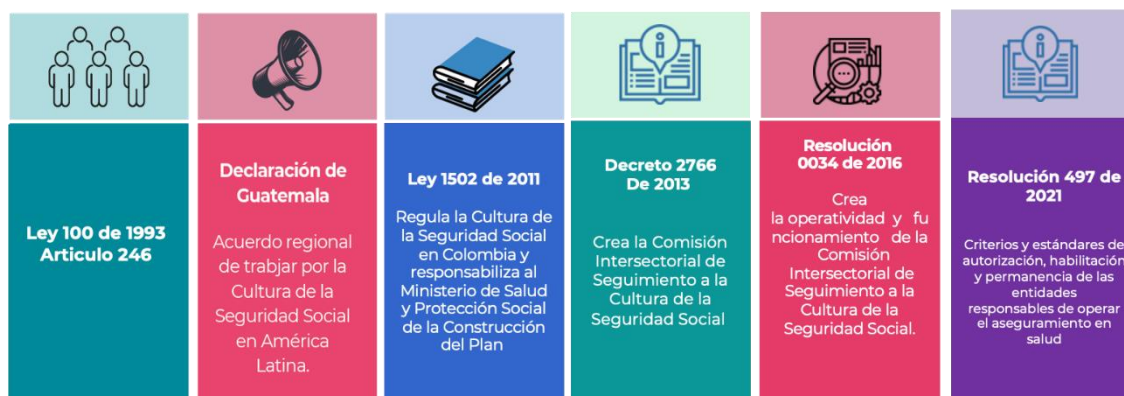 Ley 100 de 1993
Articulo 246
Declaración de
Guatemala
Acuerdo regional
de trabjar por la
Cultura de la
Seguridad Social
en América
Latina.
Ley 1502 de 2011
Regula la Cultura de
la Seguridad Social
en Colombia y
responsabiliza al
Ministerio de Salud
y Protección Social
de la Construcción
del Plan
Decreto 2766
De 2013
Crea la Comisión
Intersectorial de
Seguimiento a la
Cultura de la
Seguridad Social
Resolución
0034 de 2016
Crea
la operatividad y fu
ncionamiento de la
Comisión
Intersectorial de
Seguimiento a la
Cultura de la
Seguridad Social.
Resolución 497 de
2021
Criterios y estándares de
autorización, habilitación
y permanencia de las
entidades
responsables de operar
el aseguramiento en
salud